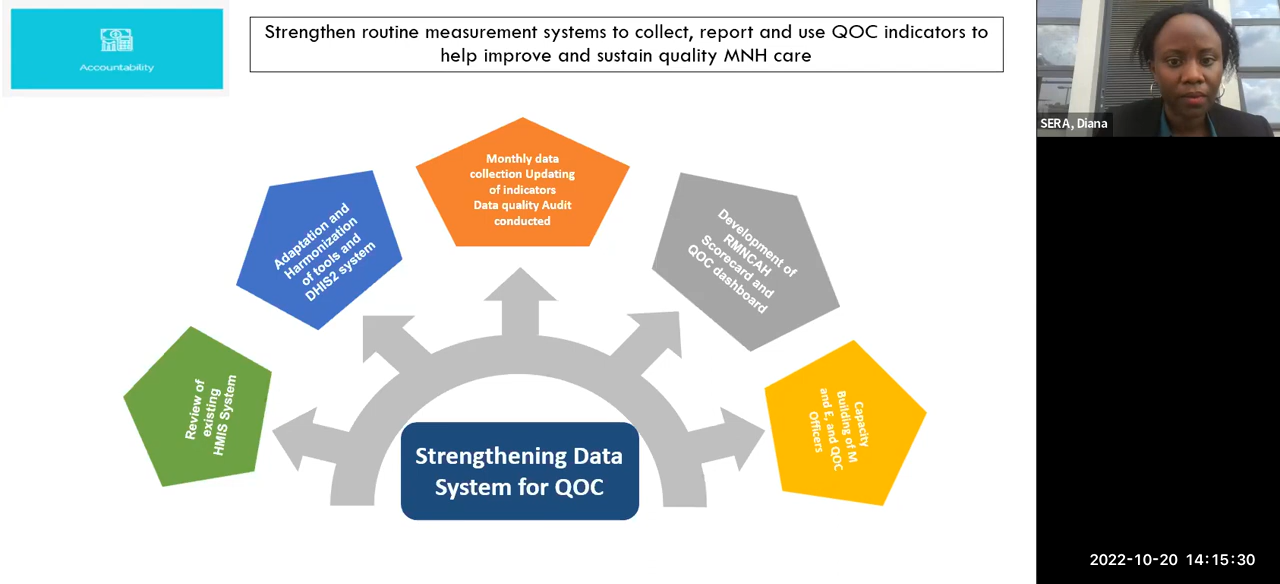 Accountability
Strengthen routine measurement systems to collect, report and use QOC indicators to
help improve and sustain quality MNH care
SERA, Diana
Review of
existing
HMIS System
Adaptation and
Harmonization
of tools and
DHIS2 system
Monthly data
collection Updating
of indicators
Data quality Audit
conducted
Development of
RMNCAH
Scorecard and
QOC dashboard
Capacity
Building of M
and E, and QOC
Officers
Strengthening Data
System for QOC
2022-10-20 14:15:30